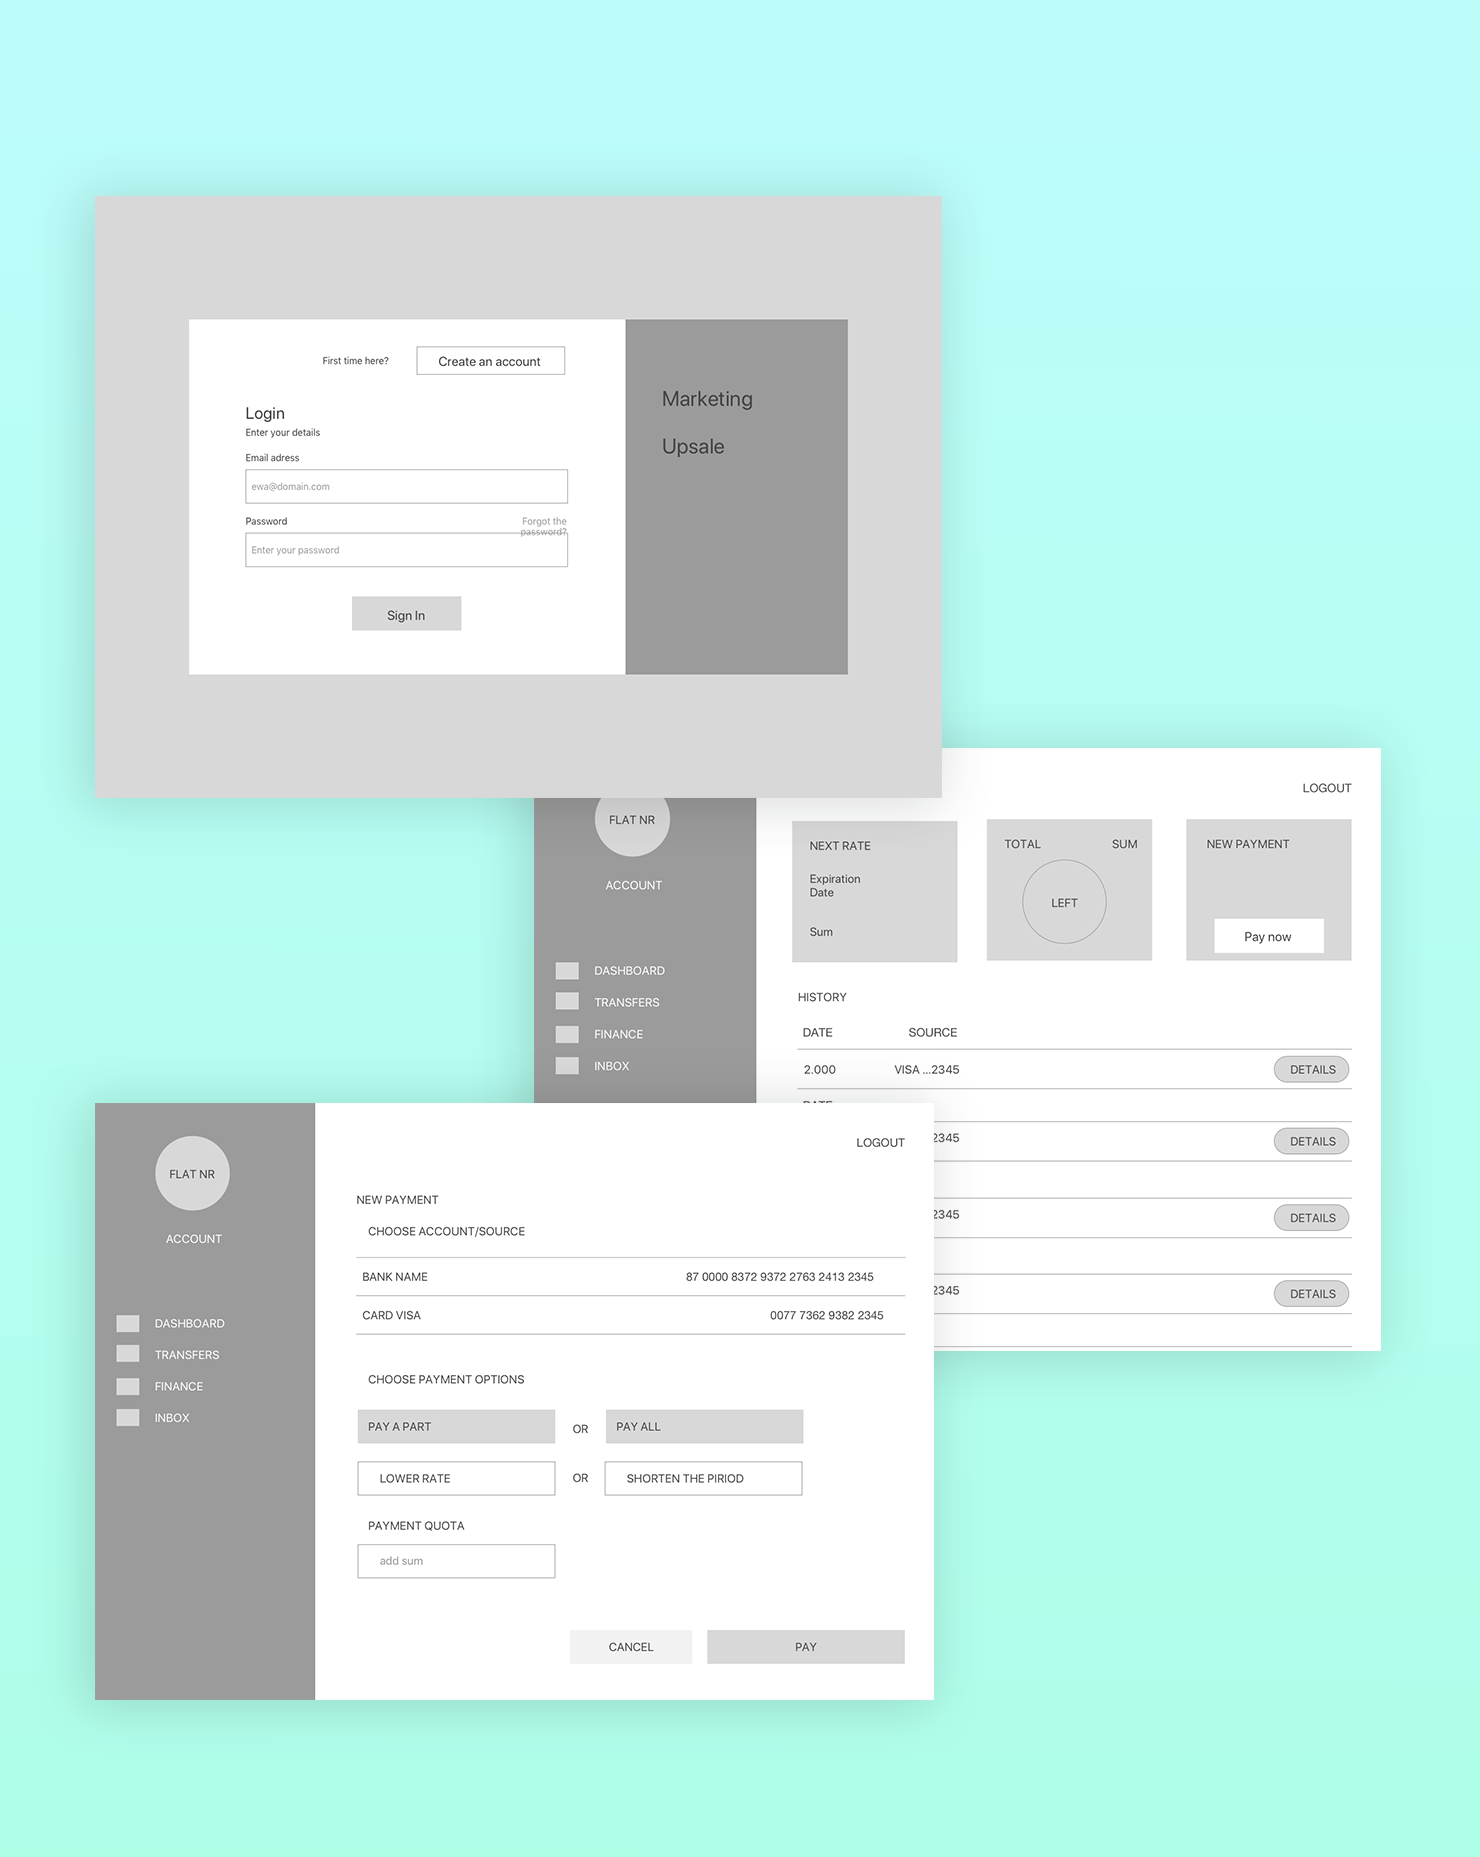 First time here?
Create an account
Login
Enter your details
Email adress
ewa@domain.com
Password
Forgot the
password?
Enter your password
Sign In
Marketing
Upsale
FLAT NR
ACCOUNT
DASHBOARD
TRANSFERS
FINANCE
INBOX
LOGOUT
NEXT RATE
Expiration
Date
Sum
TOTAL SUM
LEFT
NEW PAYMENT
Pay now
HISTORY
DATE SOURCE
2.000 VISA ...2345 DETAILS
DATE
2345 DETAILS
2345 DETAILS
2345 DETAILS
FLAT NR
ACCOUNT
DASHBOARD
TRANSFERS
FINANCE
INBOX
LOGOUT
NEW PAYMENT
CHOOSE ACCOUNT/SOURCE
BANK NAME 87 0000 8372 9372 2763 2413 2345
CARD VISA 0077 7362 9382 2345
CHOOSE PAYMENT OPTIONS
PAY A PART OR PAY ALL
LOWER RATE OR SHORTEN THE PIRIOD
PAYMENT QUOTA
add sum
CANCEL PAY